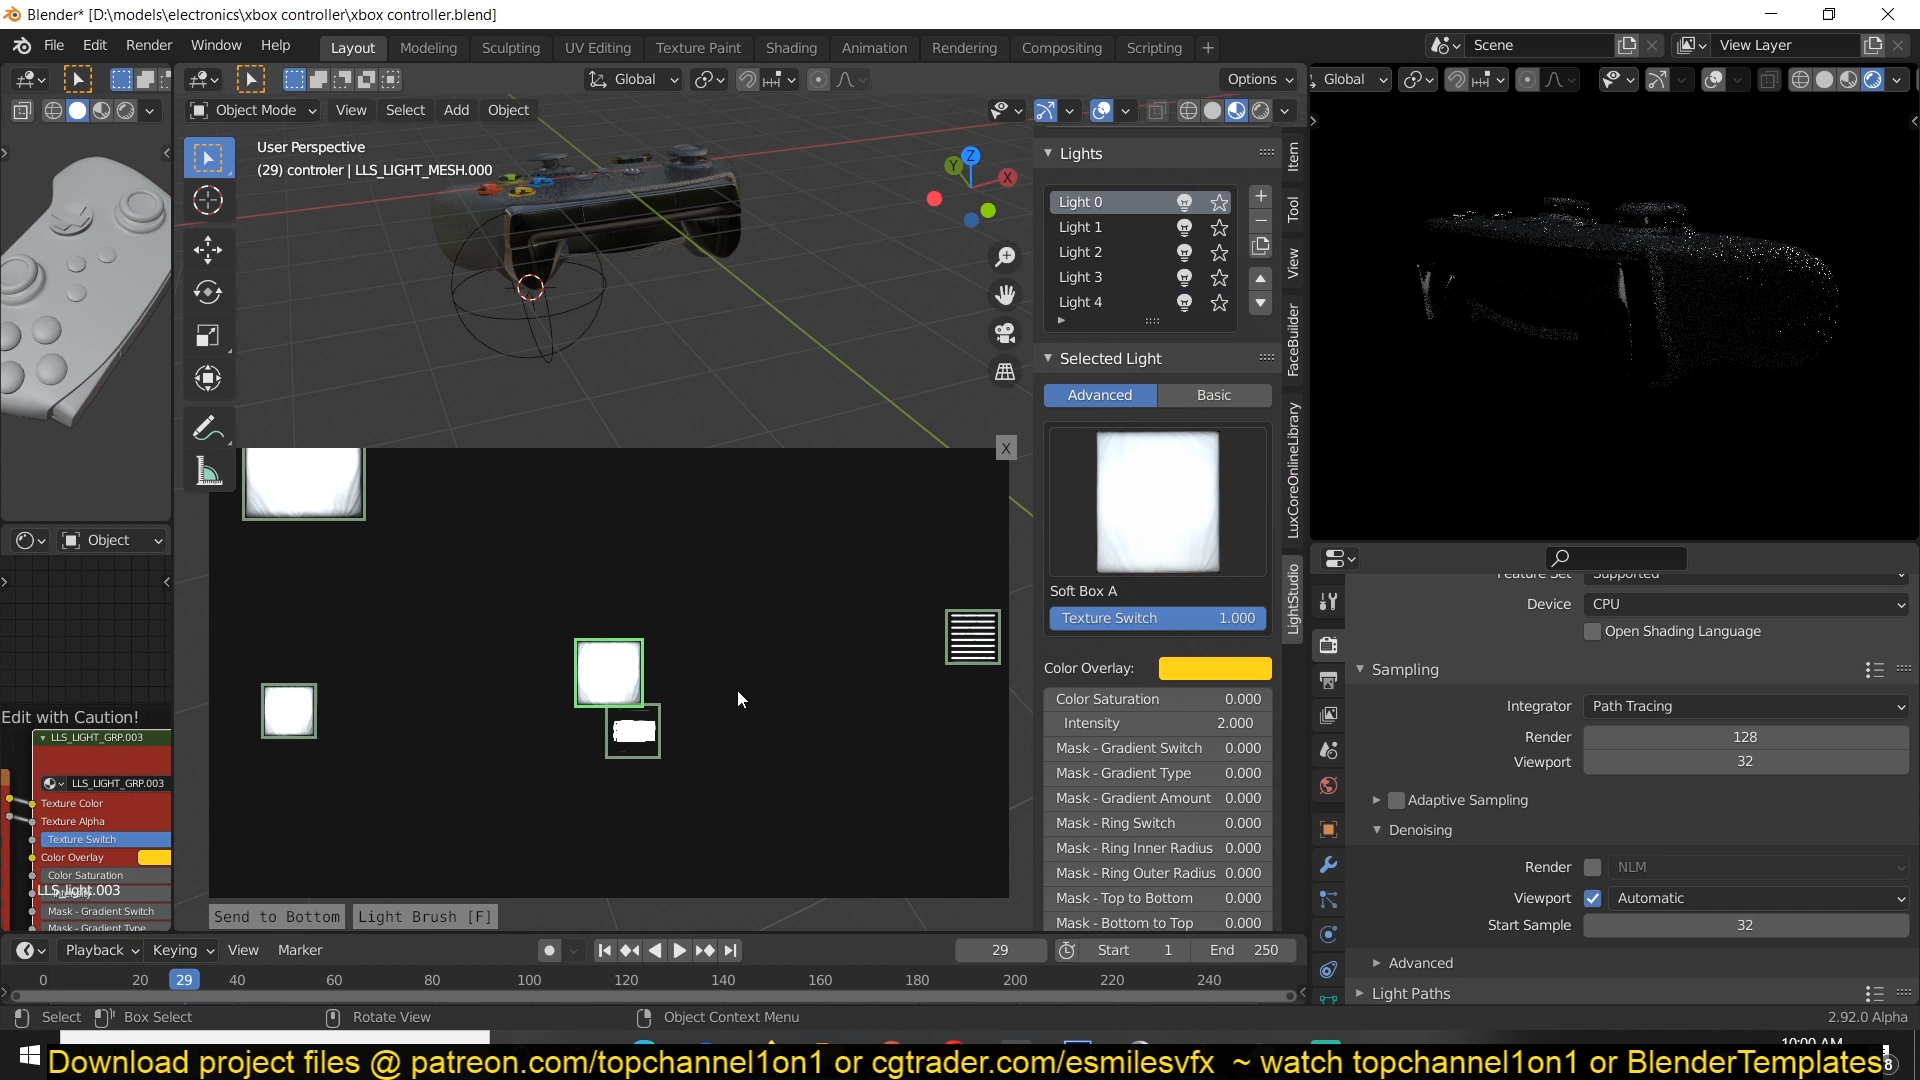 Blender* [D:\models\electronics\xbox controller\xbox controller.blend]
File Edit Render Window Help Layout Modeling Sculpting UV Editing Texture Paint Shading Animation Rendering Compositing Scripting + Scene View Layer
Global Options Global
Object Mode View Select Add Object
User Perspective
(29) controler | LLS_LIGHT_MESH.000
Z Y X
Lights
Light 0
Light 1
Light 2
Light 3
Light 4
Item
Tool
View
FaceBuilder
LuxCoreOnlineLibrary
LightStudio
Selected Light
Advanced Basic
X
Soft Box A
Texture Switch 1.000
Color Overlay:
Color Saturation 0.000
Intensity 2.000
Mask - Gradient Switch 0.000
Mask - Gradient Type 0.000
Mask - Gradient Amount 0.000
Mask - Ring Switch 0.000
Mask - Ring Inner Radius 0.000
Mask - Ring Outer Radius 0.000
Mask - Top to Bottom 0.000
Mask - Bottom to Top 0.000
Object
Edit with Caution!
LLS_LIGHT_GRP.003
LLS_LIGHT_GRP.003
Texture Color
Texture Alpha
Texture Switch
Color Overlay
Color Saturation
LLS_light.003
Mask - Gradient Switch
Mask - Gradient Type
Send to Bottom Light Brush [F]
Feature Set Supported
Device CPU
Open Shading Language
Sampling
Integrator Path Tracing
Render 128
Viewport 32
Adaptive Sampling
Denoising
Render NLM
Viewport Automatic
Start Sample 32
Advanced
Light Paths
Playback Keying View Marker 29 Start 1 End 250
0 20 29 40 60 80 100 120 140 160 180 200 220 240
Select Box Select Rotate View Object Context Menu 2.92.0 Alpha
10:00 AM
Download project files @ patreon.com/topchannel1on1 or cgtrader.com/esmilesvfx ~ watch topchannel1on1 or BlenderTemplates